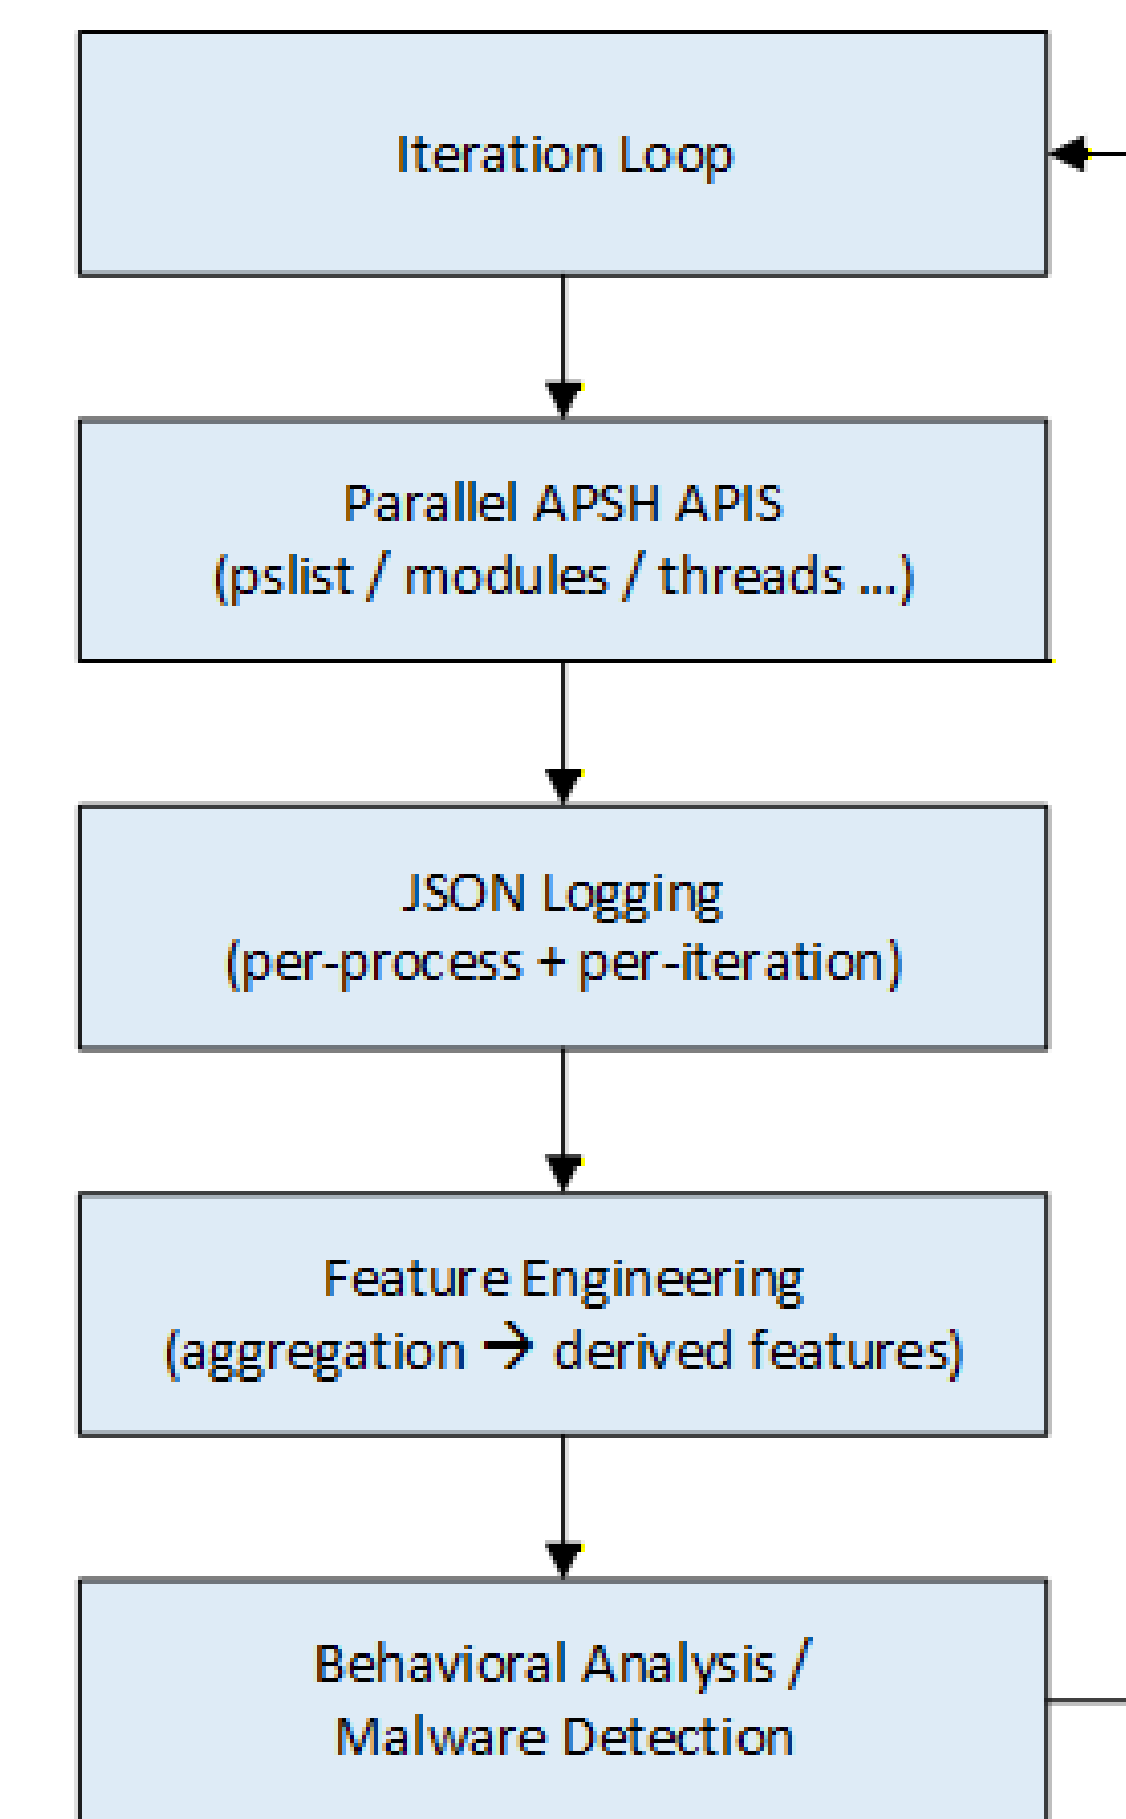 Iteration Loop
Parallel APSH APIS
(pslist / modules / threads ...)
JSON Logging
(per-process + per-iteration)
Feature Engineering
(aggregation → derived features)
Behavioral Analysis /
Malware Detection